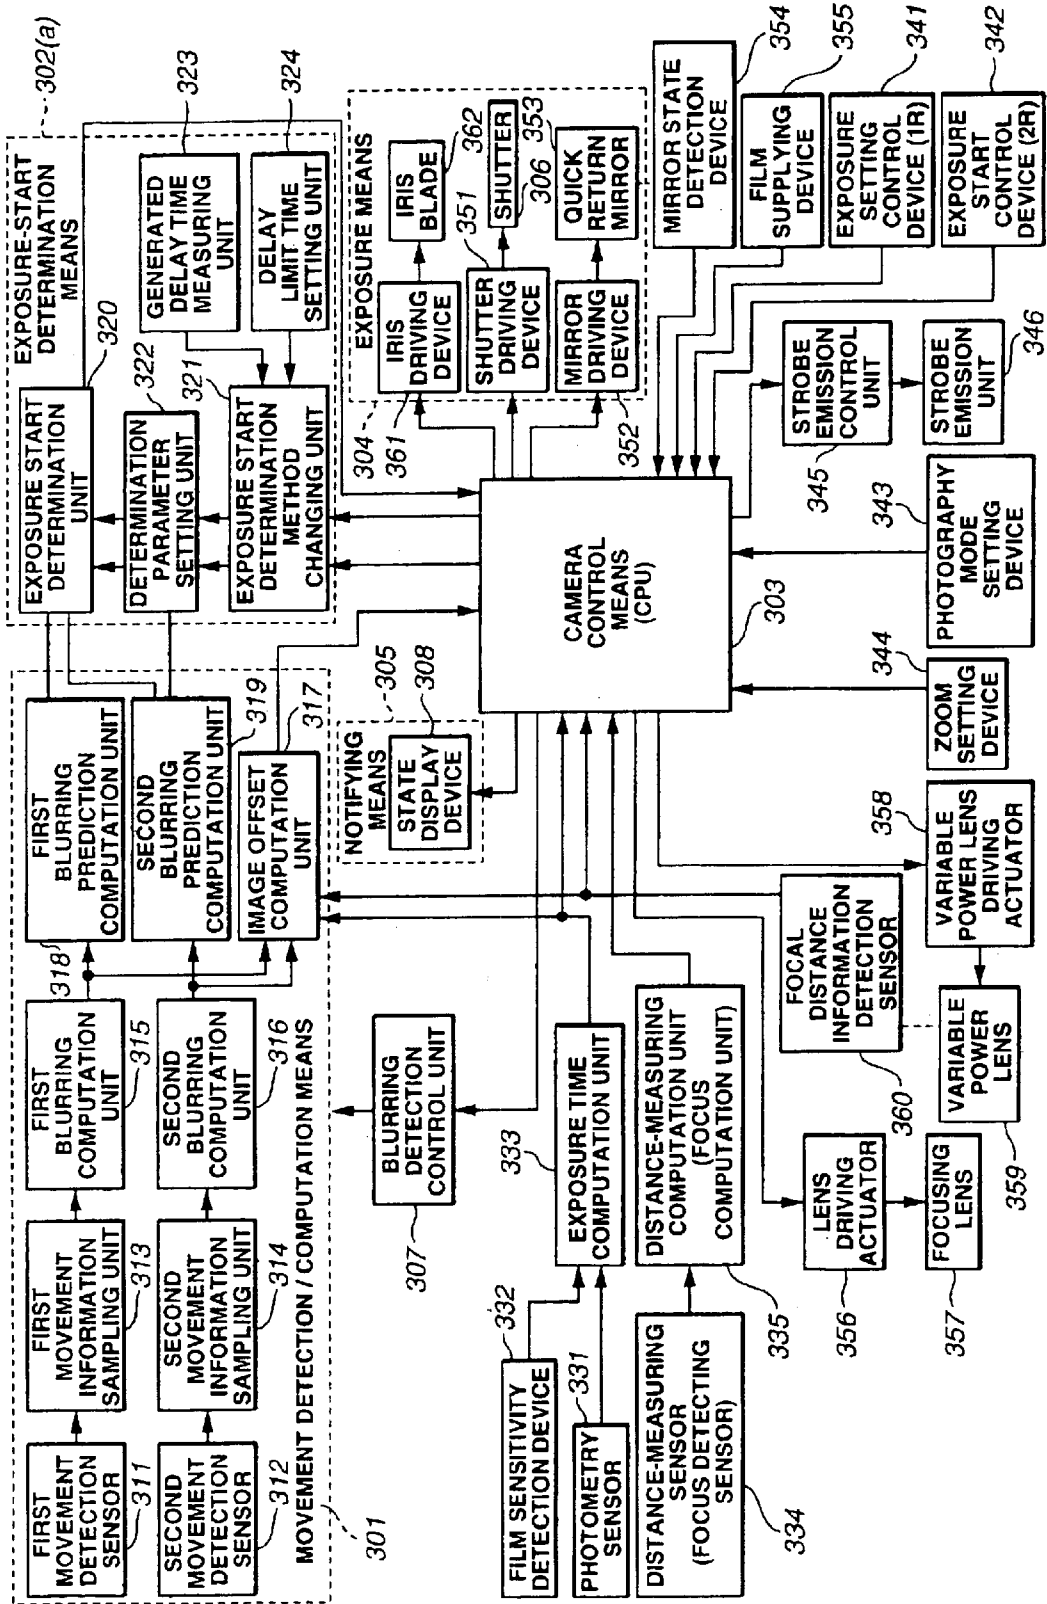 FIRST
MOVEMENT
DETECTION
SENSOR
311
FIRST
MOVEMENT
INFORMATION
SAMPLING UNIT
313
FIRST
BLURRING
COMPUTATION
UNIT
315
318
FIRST
BLURRING
PREDICTION
COMPUTATION UNIT
SECOND
MOVEMENT
DETECTION
SENSOR
312
SECOND
MOVEMENT
INFORMATION
SAMPLING UNIT
314
SECOND
BLURRING
COMPUTATION
UNIT
316
SECOND
BLURRING
PREDICTION
COMPUTATION UNIT
319
IMAGE OFFSET
COMPUTATION
UNIT
317
MOVEMENT DETECTION / COMPUTATION MEANS
301
EXPOSURE-START
DETERMINATION
MEANS
302(a)
EXPOSURE START
DETERMINATION
UNIT
320
DETERMINATION
PARAMETER
SETTING UNIT
322
EXPOSURE START
DETERMINATION
METHOD
CHANGING UNIT
321
GENERATED
DELAY TIME
MEASURING
UNIT
323
DELAY
LIMIT TIME
SETTING UNIT
324
BLURRING
DETECTION
CONTROL UNIT
307
NOTIFYING
MEANS
305
STATE
DISPLAY
DEVICE
308
304
EXPOSURE MEANS
361
IRIS
DRIVING
DEVICE
IRIS
BLADE
362
SHUTTER
DRIVING
DEVICE
351
SHUTTER
306
MIRROR
DRIVING
DEVICE
352
QUICK
RETURN
MIRROR
353
FILM SENSITIVITY
DETECTION DEVICE
332
PHOTOMETRY
SENSOR
331
EXPOSURE TIME
COMPUTATION UNIT
333
DISTANCE-MEASURING
SENSOR
(FOCUS DETECTING
SENSOR)
334
DISTANCE-MEASURING
COMPUTATION UNIT
(FOCUS
COMPUTATION UNIT)
335
CAMERA
CONTROL
MEANS
(CPU)
303
MIRROR STATE
DETECTION
DEVICE
354
FILM
SUPPLYING
DEVICE
355
EXPOSURE
SETTING
CONTROL
DEVICE (1R)
341
EXPOSURE
START
CONTROL
DEVICE (2R)
342
STROBE
EMISSION
CONTROL
UNIT
345
STROBE
EMISSION
UNIT
346
PHOTOGRAPHY
MODE
SETTING
DEVICE
343
ZOOM
SETTING
DEVICE
344
FOCAL
DISTANCE
INFORMATION
DETECTION
SENSOR
360
VARIABLE
POWER LENS
DRIVING
ACTUATOR
358
VARIABLE
POWER
LENS
359
LENS
DRIVING
ACTUATOR
356
FOCUSING
LENS
357